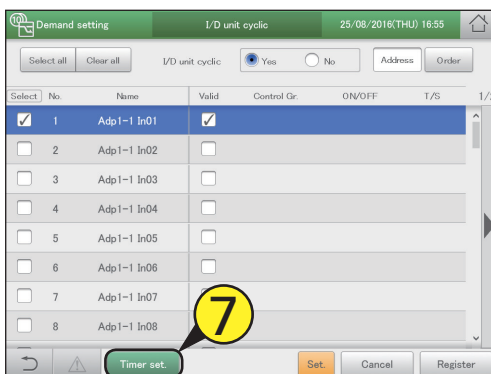 10 Demand setting I/D unit cyclic 25/08/2016(THU) 16:55
Select all Clear all I/D unit cyclic Yes No Address Order
Select No. Name Valid Control Gr. ON/OFF T/S 1/
1 Adp1-1 In01
2 Adp1-1 In02
3 Adp1-1 In03
4 Adp1-1 In04
5 Adp1-1 In05
6 Adp1-1 In06
7 Adp1-1 In07
8 Adp1-1 In08
7
Timer set. Set. Cancel Register